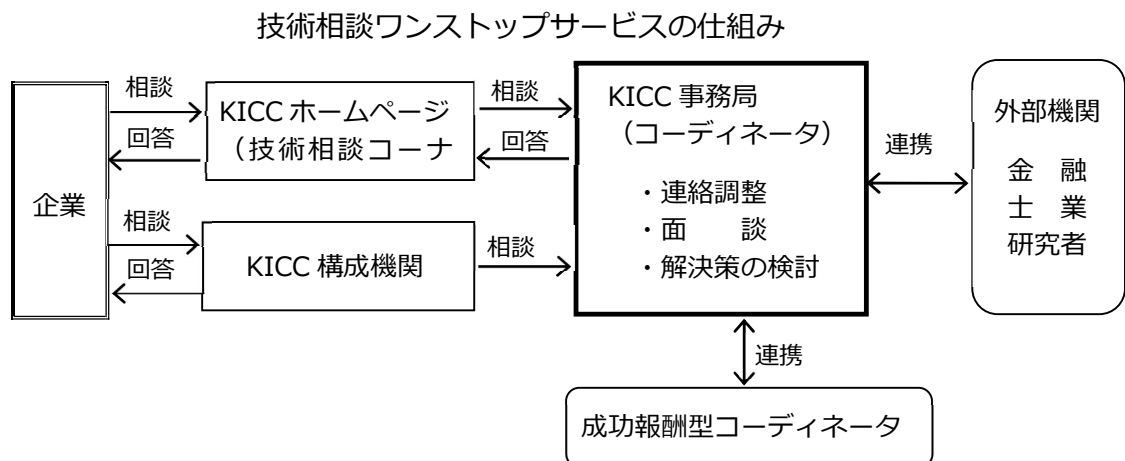 技術相談ワンストップサービスの仕組み
企業
相談
回答
相談
回答
KICC ホームページ
（技術相談コーナ
KICC 構成機関
相談
回答
相談
KICC 事務局
（コーディネータ）
・連絡調整
・面　　談
・解決策の検討
連携
外部機関
金　融
士　業
研究者
連携
成功報酬型コーディネータ